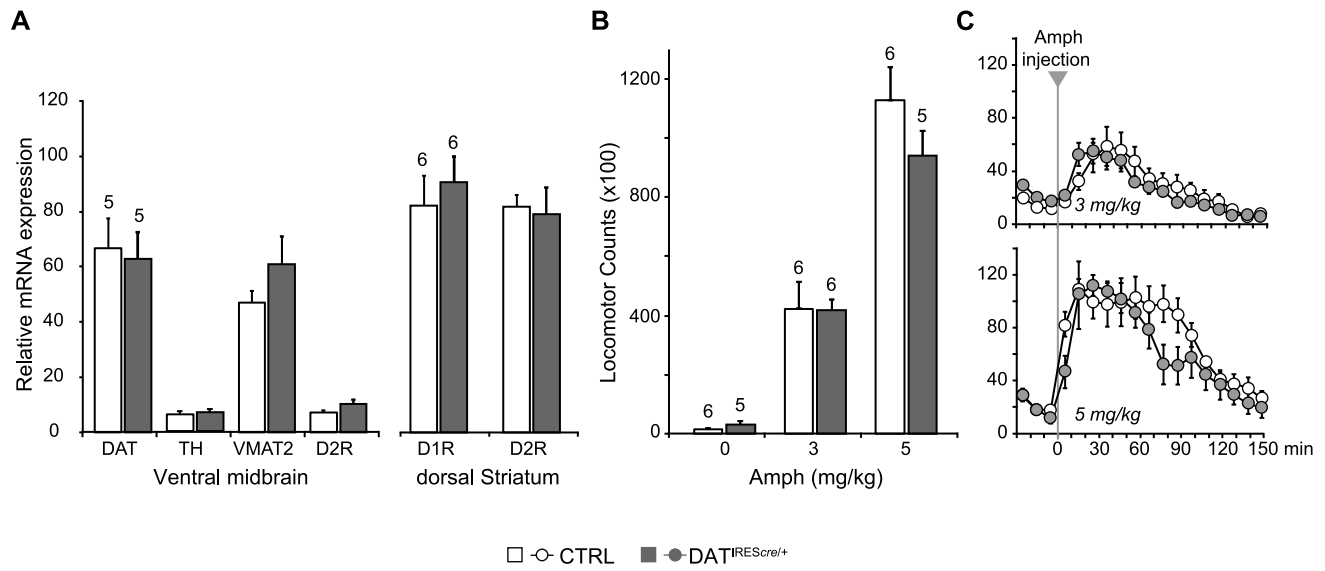 A
Relative mRNA expression
120
100
80
60
40
20
0
5
5
6
6
DAT TH VMAT2 D2R D1R D2R
Ventral midbrain dorsal Striatum
B
Locomotor Counts (x100)
1200
800
400
0
6
5
6
6
6
5
0 3 5
Amph (mg/kg)
C
Amph
injection
120
80
40
0
3 mg/kg
120
80
40
0
5 mg/kg
0 30 60 90 120 150 min
CTRL DATIREScre/+